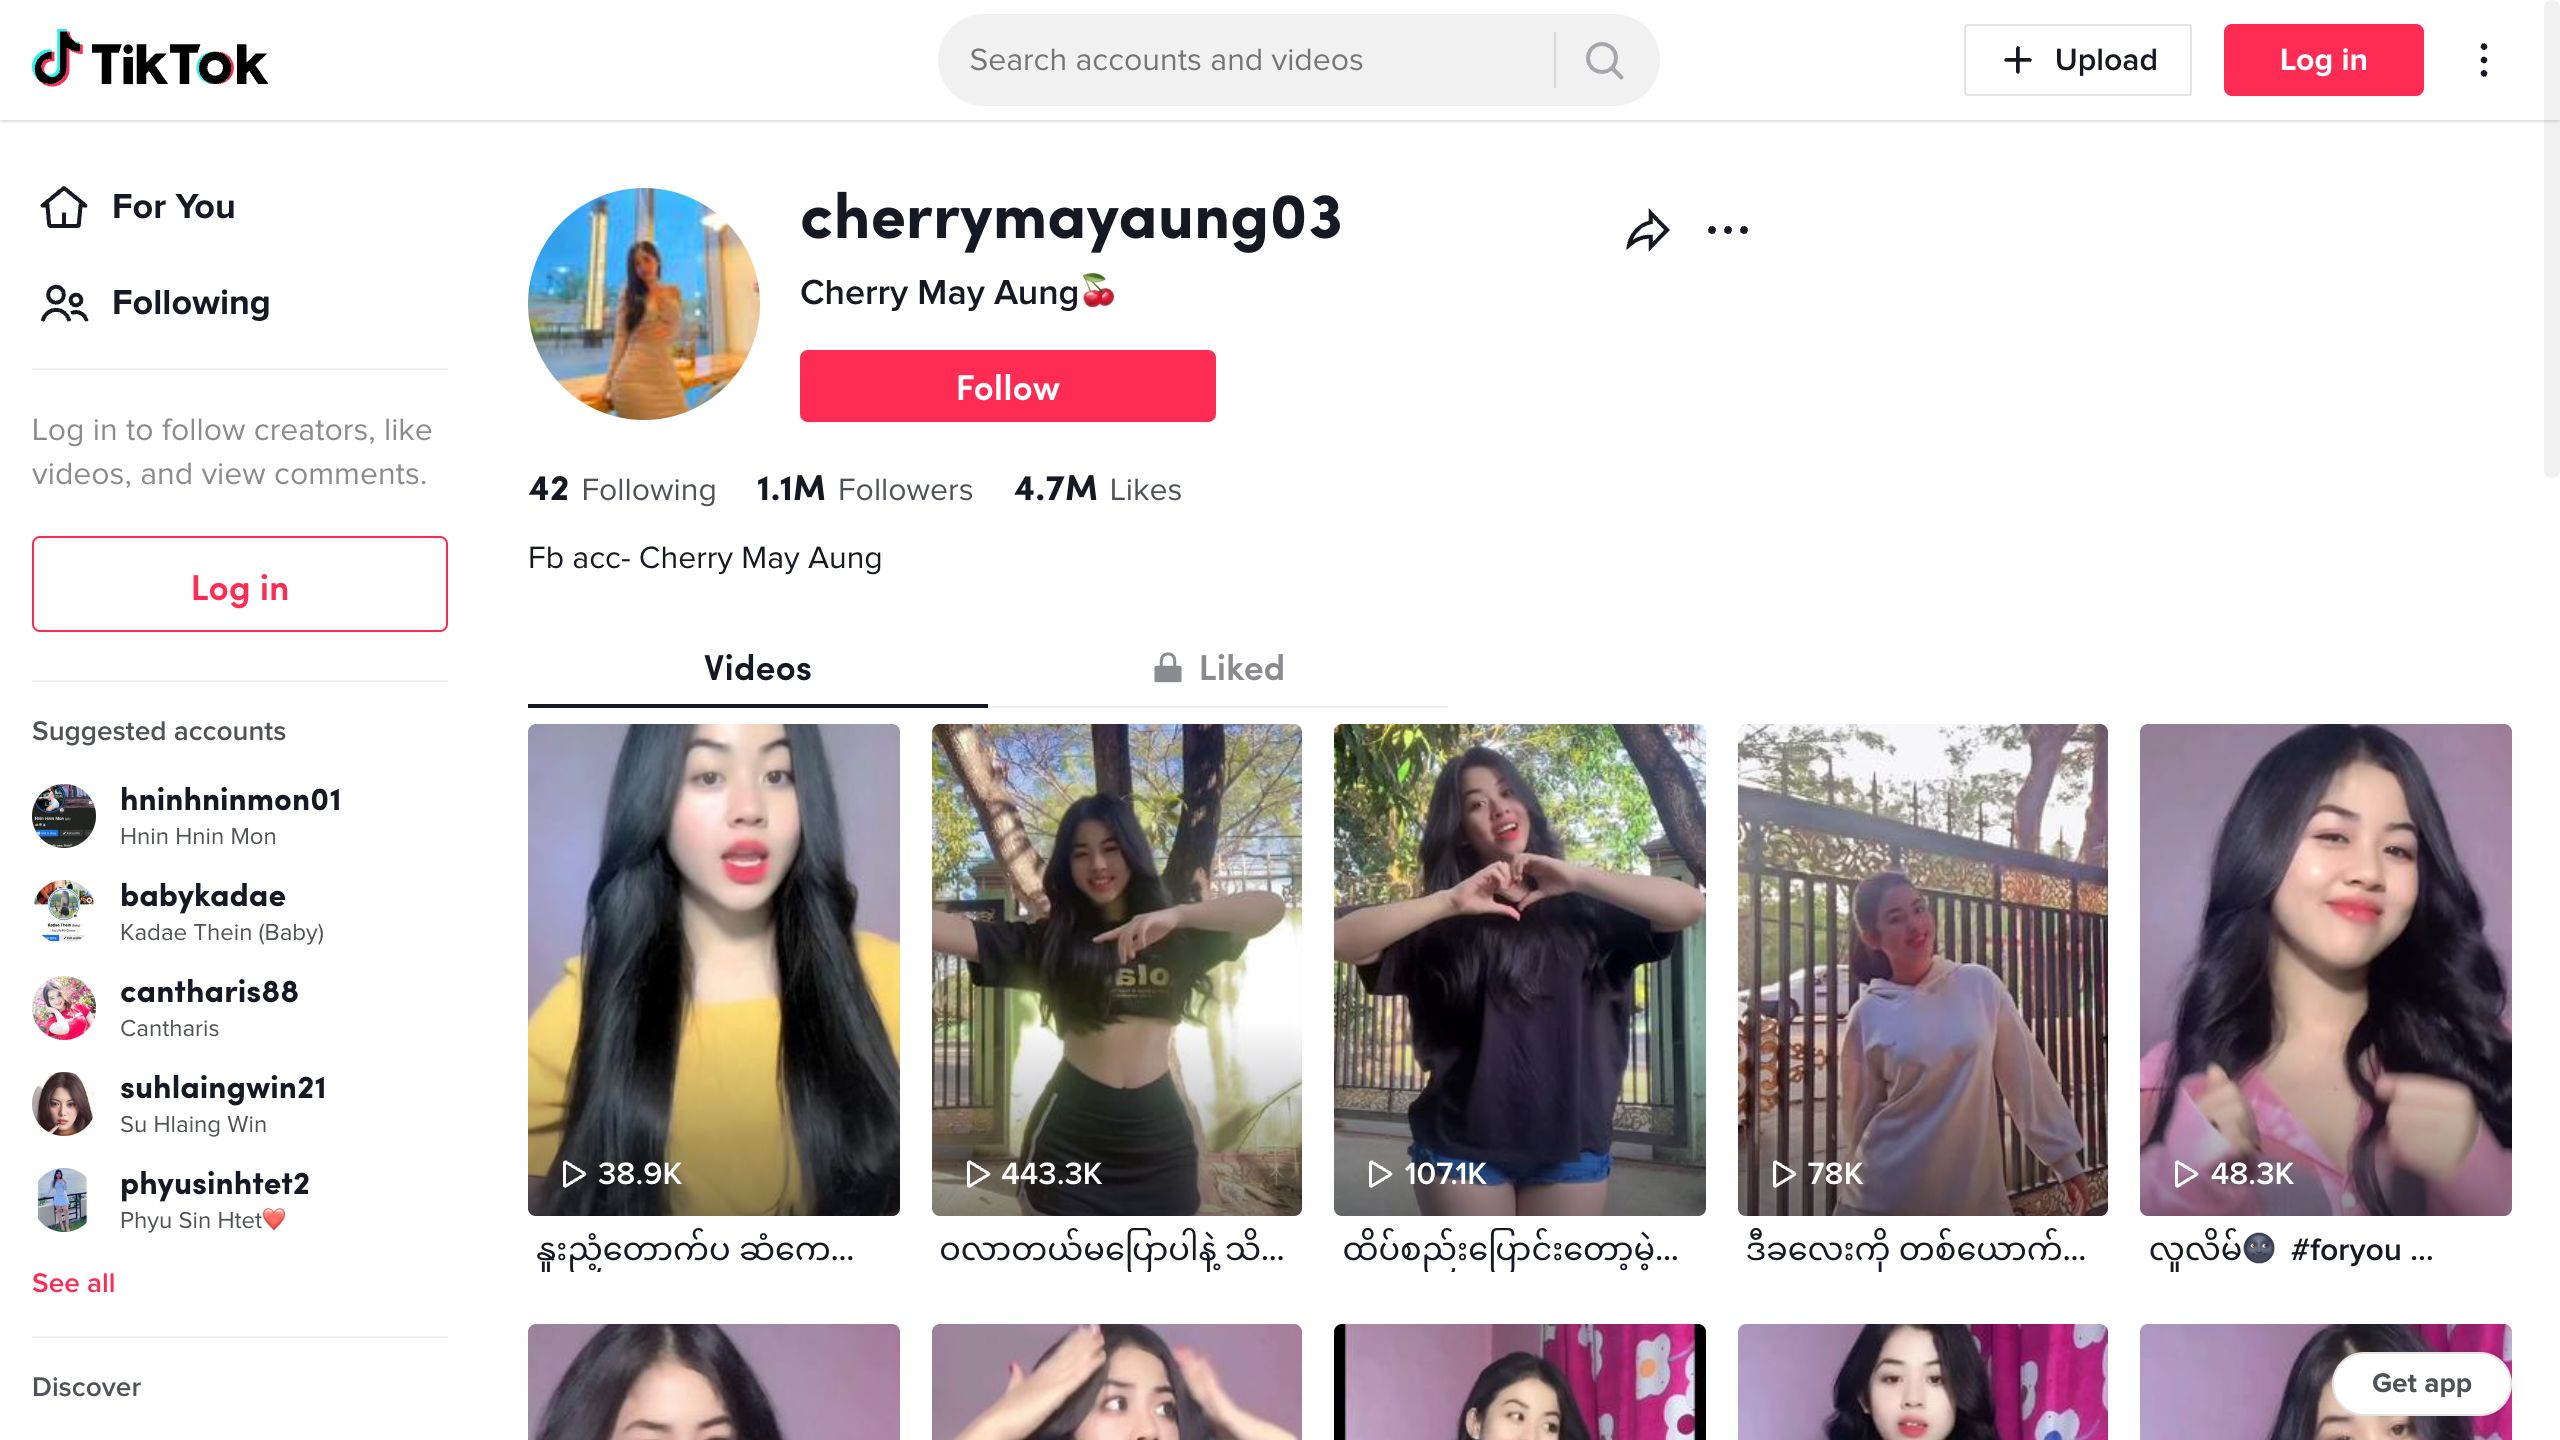 TikTok
Search accounts and videos
Upload
Log in
For You
Following
Log in to follow creators, like
videos, and view comments.
Log in
Suggested accounts
hninhninmon01
Hnin Hnin Mon
babykadae
Kadae Thein (Baby)
cantharis88
Cantharis
suhlaingwin21
Su Hlaing Win
phyusinhtet2
Phyu Sin Htet❤️
See all
Discover
cherrymayaung03
Cherry May Aung🍒
Follow
42 Following 1.1M Followers 4.7M Likes
Fb acc- Cherry May Aung
Videos
Liked
38.9K
443.3K
107.1K
78K
48.3K
နူးညံ့တောက်ပ ဆံကေ...
ဝလာတယ်မပြောပါနဲ့ သိ...
ထိပ်စည်းပြောင်းတော့မဲ့...
ဒီခလေးကို တစ်ယောက်...
လူလိမ်🌚 #foryou ...
Get app